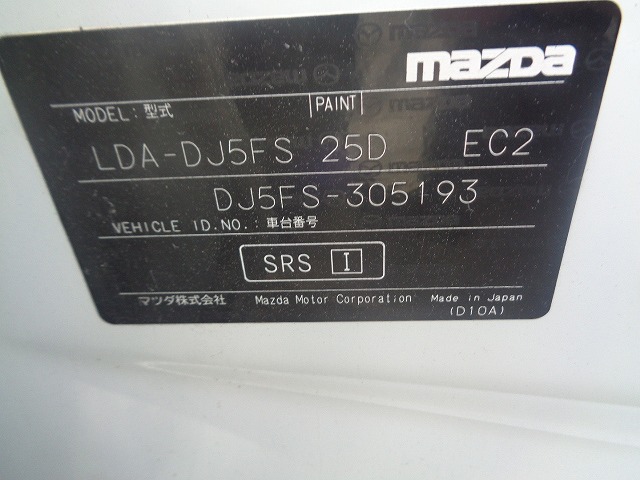 mazda
MODEL: 型式 PAINT
LDA-DJ5FS 25D EC2
DJ5FS-305193
VEHICLE ID.NO.: 車台番号
SRS I
マツダ株式会社 Mazda Motor Corporation Made in Japan
(D10A)